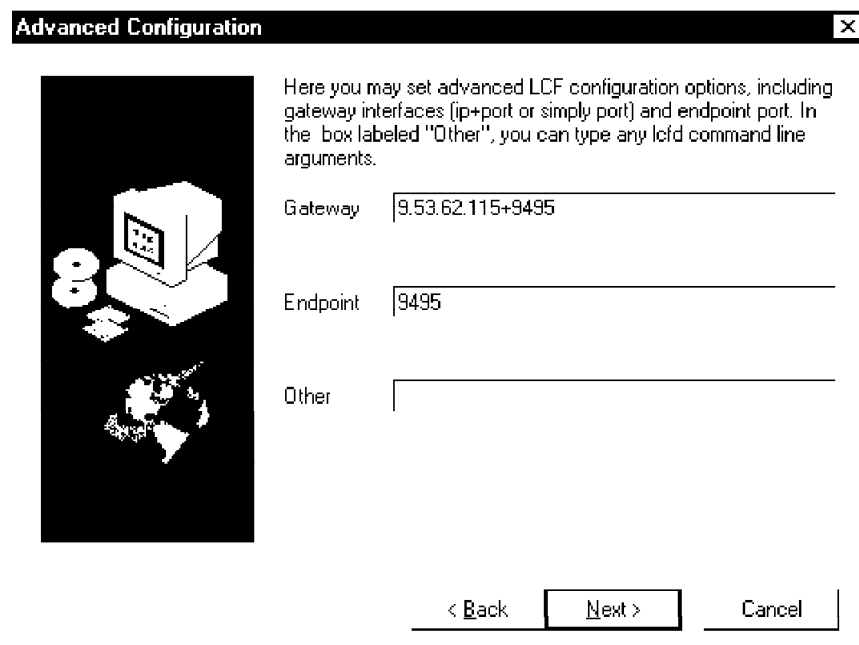 Advanced Configuration
Here you may set advanced LCF configuration options, including
gateway interfaces (ip+port or simply port) and endpoint port. In
the box labeled "Other", you can type any lcfd command line
arguments.
Gateway 9.53.62.115+9495
Endpoint 9495
Other
< Back Next > Cancel